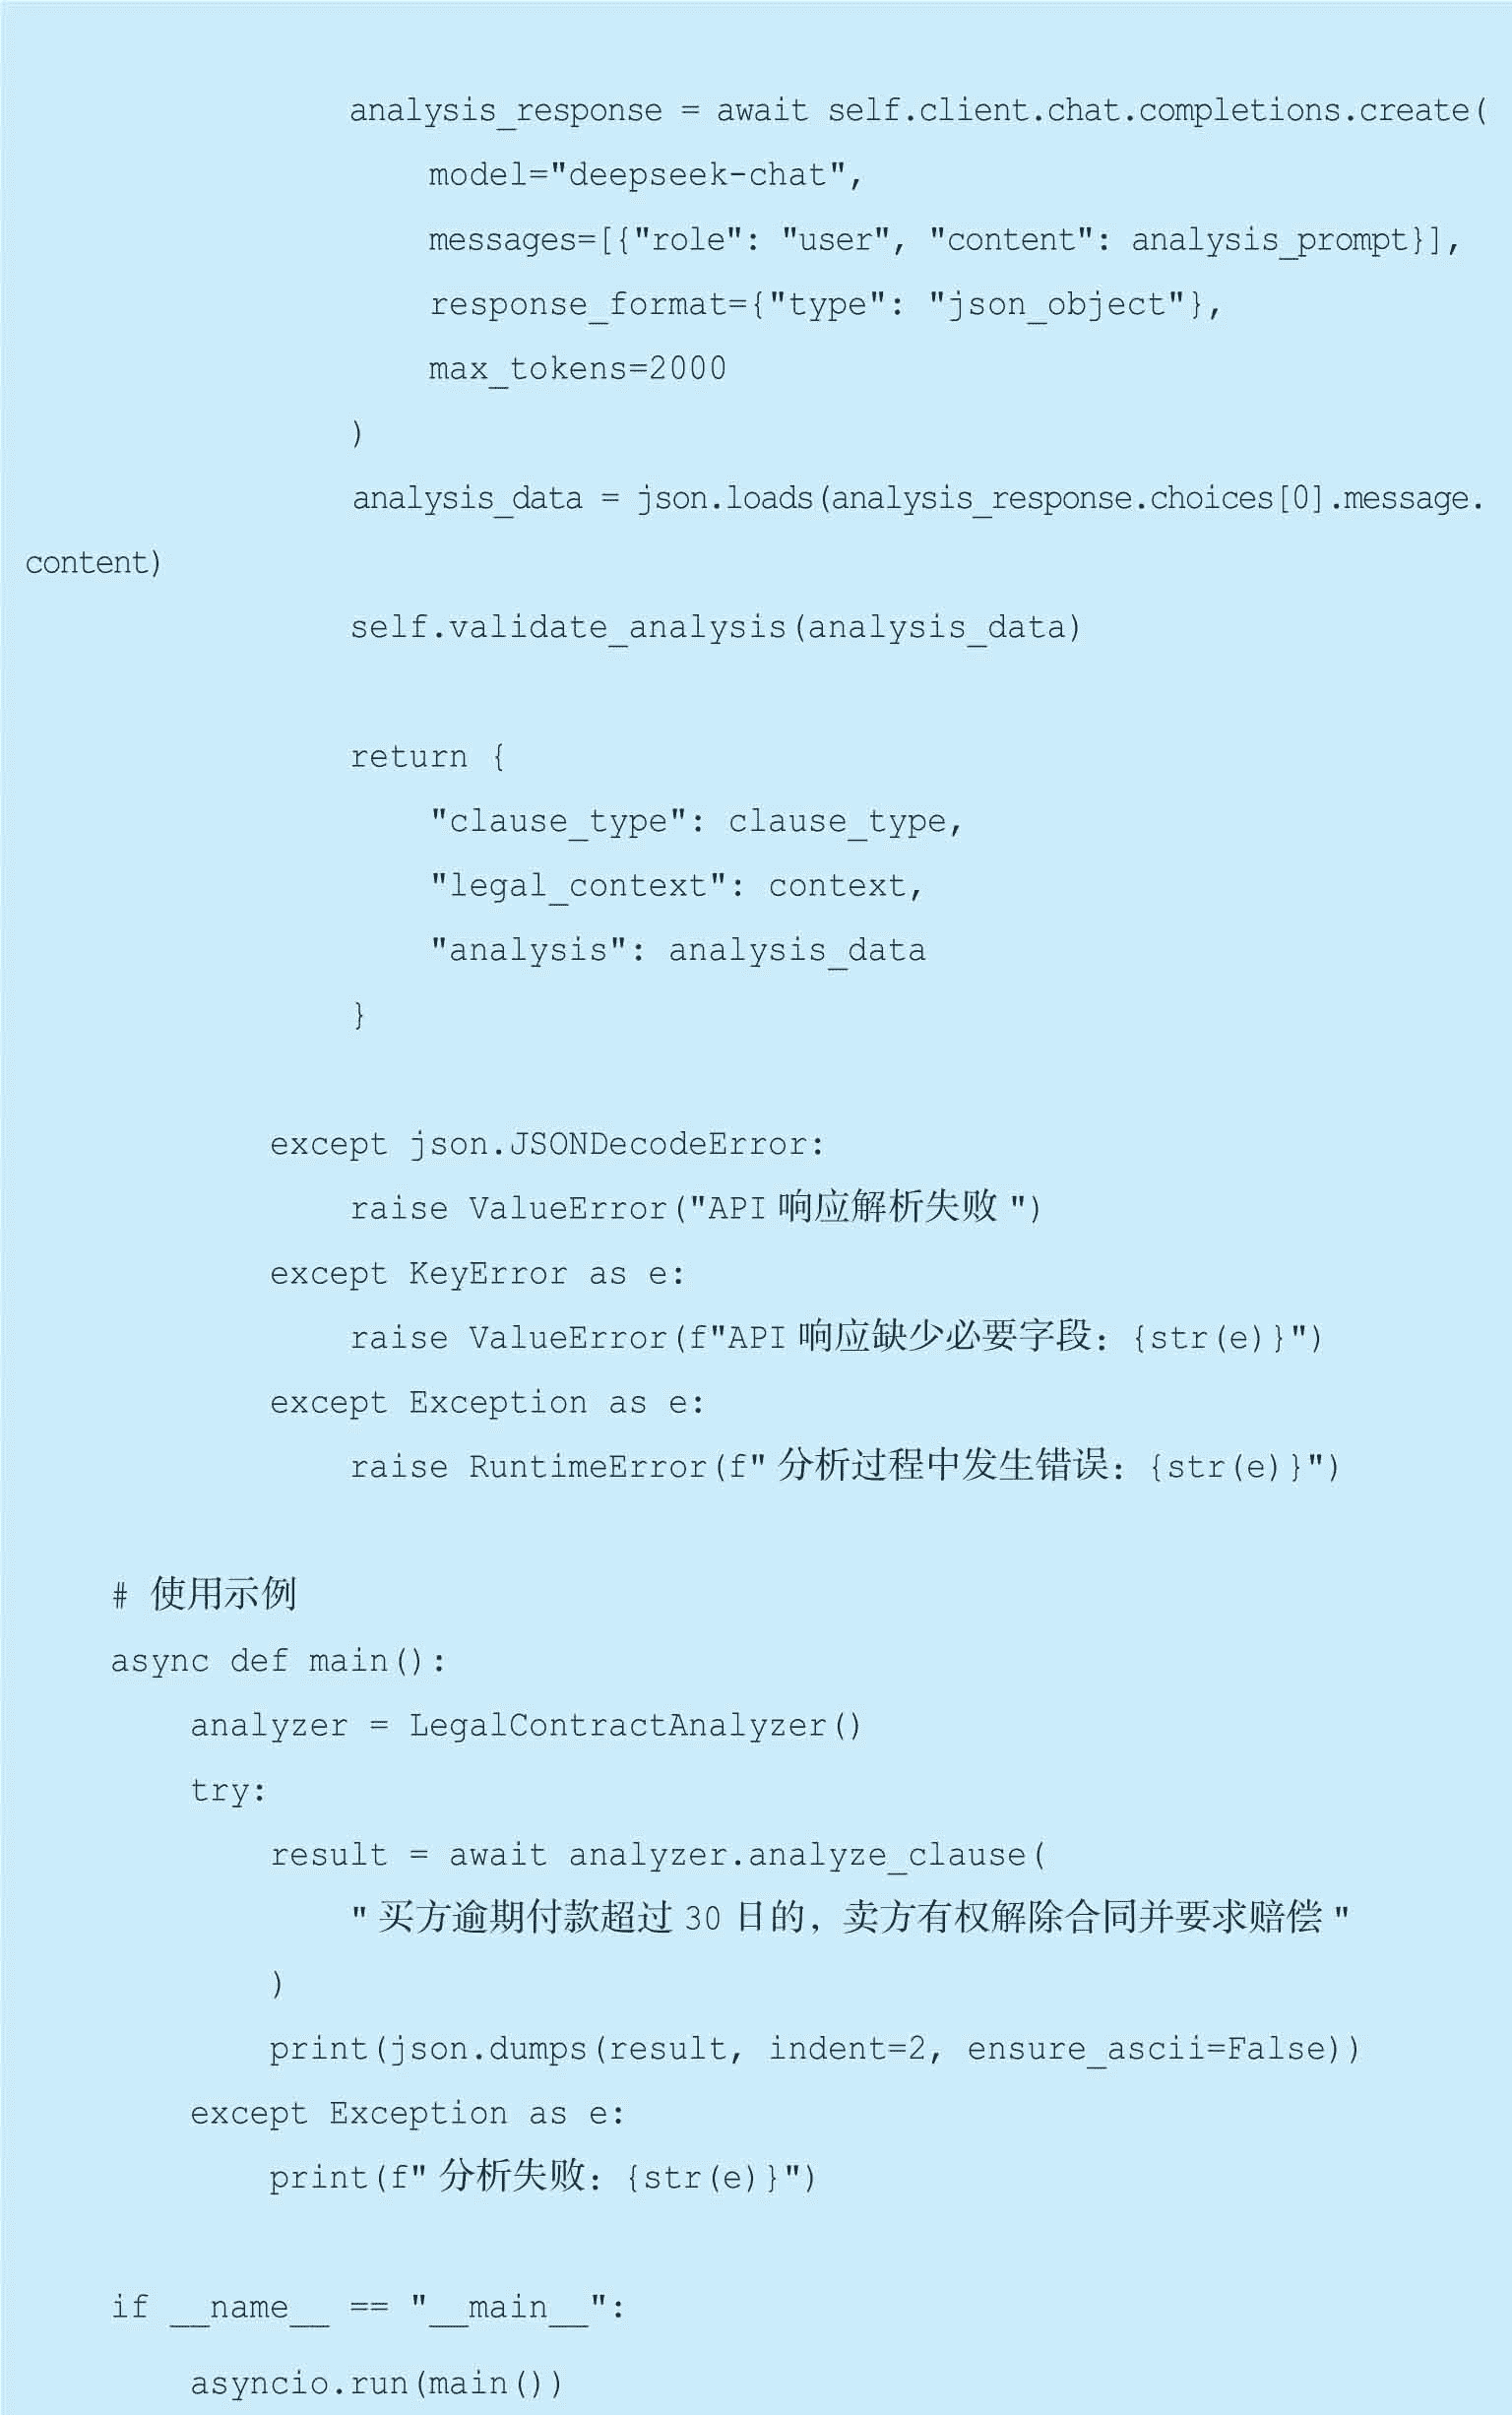 analysis_response = await self.client.chat.completions.create(
model="deepseek-chat",
messages=[{"role": "user", "content": analysis_prompt}],
response_format={"type": "json_object"},
max_tokens=2000
)
analysis_data = json.loads(analysis_response.choices[0].message.
content)
self.validate_analysis(analysis_data)
return {
"clause_type": clause_type,
"legal_context": context,
"analysis": analysis_data
}
except json.JSONDecodeError:
raise ValueError("API 响应解析失败 ")
except KeyError as e:
raise ValueError(f"API 响应缺少必要字段：{str(e)}")
except Exception as e:
raise RuntimeError(f" 分析过程中发生错误：{str(e)}")
# 使用示例
async def main():
analyzer = LegalContractAnalyzer()
try:
result = await analyzer.analyze_clause(
" 买方逾期付款超过 30 日的，卖方有权解除合同并要求赔偿 "
)
print(json.dumps(result, indent=2, ensure_ascii=False))
except Exception as e:
print(f" 分析失败：{str(e)}")
if __name__ == "__main__":
asyncio.run(main())